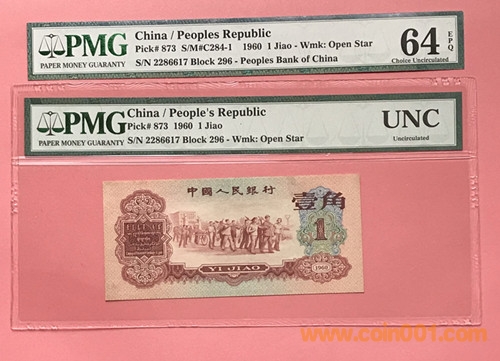 PMG
PAPER MONEY GUARANTY
China / Peoples Republic
Pick# 873 S/M#C284-1 1960 1 Jiao - Wmk: Open Star
S/N 2286617 Block 296 - Peoples Bank of China
64 EPQ
Choice Uncirculated
PMG
PAPER MONEY GUARANTY
China / People's Republic
Pick# 873 1960 1 Jiao
S/N 2286617 Block 296 - Wmk: Open Star
UNC
Uncirculated
中國人民銀行
壹角
1
YI JIAO
1960
www.coin001.com